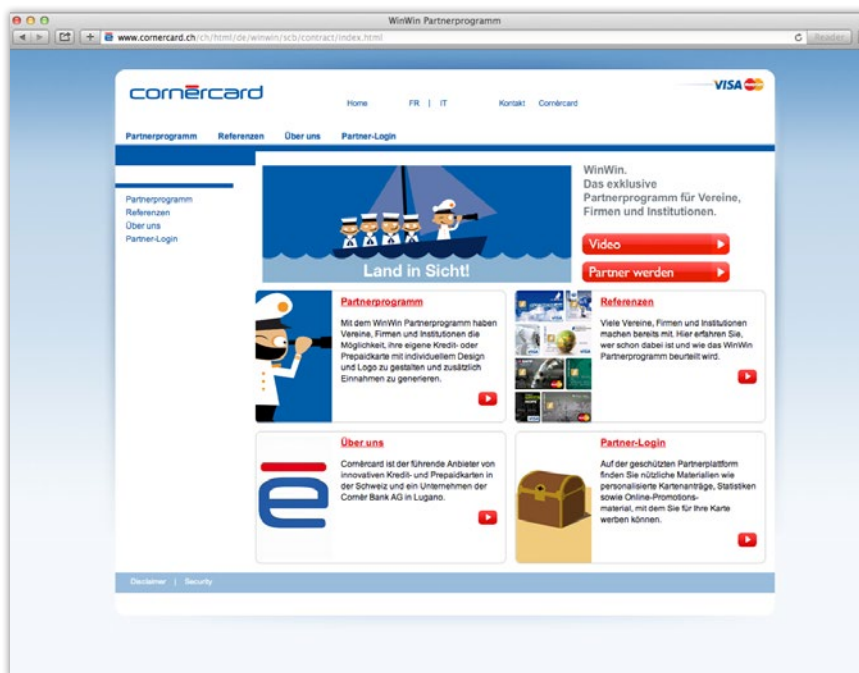 WinWin Partnerprogramm
www.cornercard.ch/ch/html/de/winwin/scb/contract/index.html
Reader
cornèrcard
VISA MasterCard
Home FR | IT Kontakt Cornèrcard
Partnerprogramm Referenzen Über uns Partner-Login
Partnerprogramm
Referenzen
Über uns
Partner-Login
Land in Sicht!
WinWin.
Das exklusive
Partnerprogramm für Vereine,
Firmen und Institutionen.
Video
Partner werden
Partnerprogramm
Mit dem WinWin Partnerprogramm haben
Vereine, Firmen und Institutionen die
Möglichkeit, ihre eigene Kredit- oder
Prepaidkarte mit individuellem Design
und Logo zu gestalten und zusätzlich
Einnahmen zu generieren.
Referenzen
Viele Vereine, Firmen und Institutionen
machen bereits mit. Hier erfahren Sie,
wer schon dabei ist und wie das WinWin
Partnerprogramm beurteilt wird.
Über uns
Cornèrcard ist der führende Anbieter von
innovativen Kredit- und Prepaidkarten in
der Schweiz und ein Unternehmen der
Cornèr Bank AG in Lugano.
Partner-Login
Auf der geschützten Partnerplattform
finden Sie nützliche Materialien wie
personalisierte Kartenanträge, Statistiken
sowie Online-Promotions-
material, mit dem Sie für Ihre Karte
werben können.
Disclaimer | Security